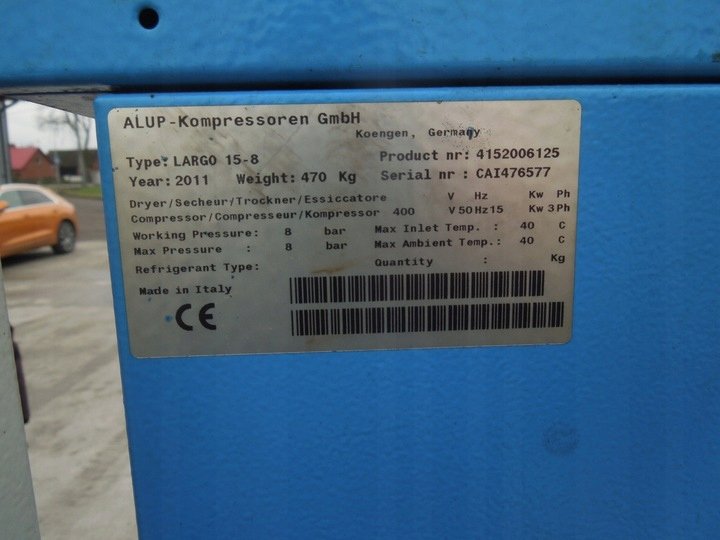 ALUP-Kompressoren GmbH
Koengen, Germany
Type: LARGO 15-8 Product nr: 4152006125
Year: 2011 Weight: 470 Kg Serial nr : CAI476577
Dryer/Secheur/Trockner/Essiccatore V Hz Kw Ph
Compressor/Compresseur/Kompressor 400 V 50 Hz 15 Kw 3 Ph
Working Pressure: 8 bar Max Inlet Temp. : 40 C
Max Pressure : 8 bar Max Ambient Temp.: 40 C
Refrigerant Type: Quantity : Kg
Made in Italy
CE